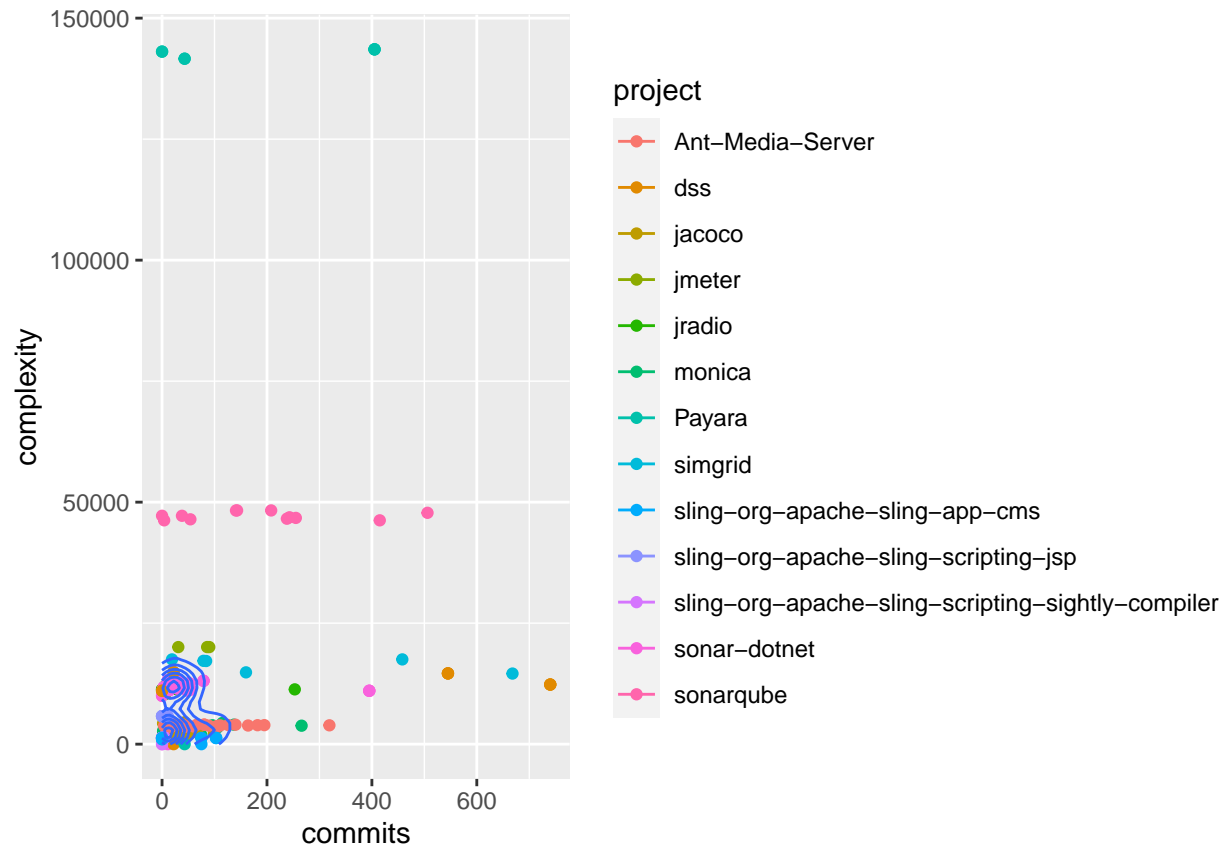 150000
100000
50000
0
complexity
0 200 400 600
commits
project
Ant−Media−Server
dss
jacoco
jmeter
jradio
monica
Payara
simgrid
sling−org−apache−sling−app−cms
sling−org−apache−sling−scripting−jsp
sling−org−apache−sling−scripting−sightly−compiler
sonar−dotnet
sonarqube